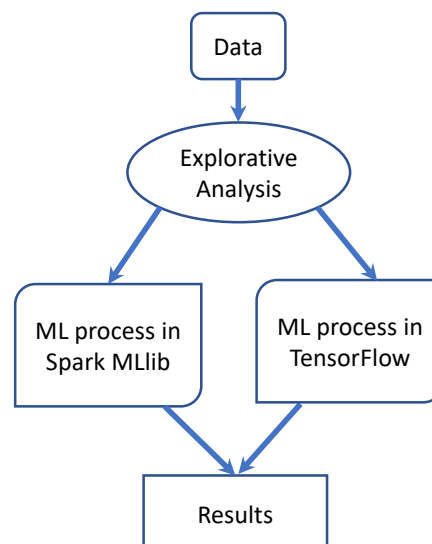 Data
Explorative
Analysis
ML process in
Spark MLlib
ML process in
TensorFlow
Results